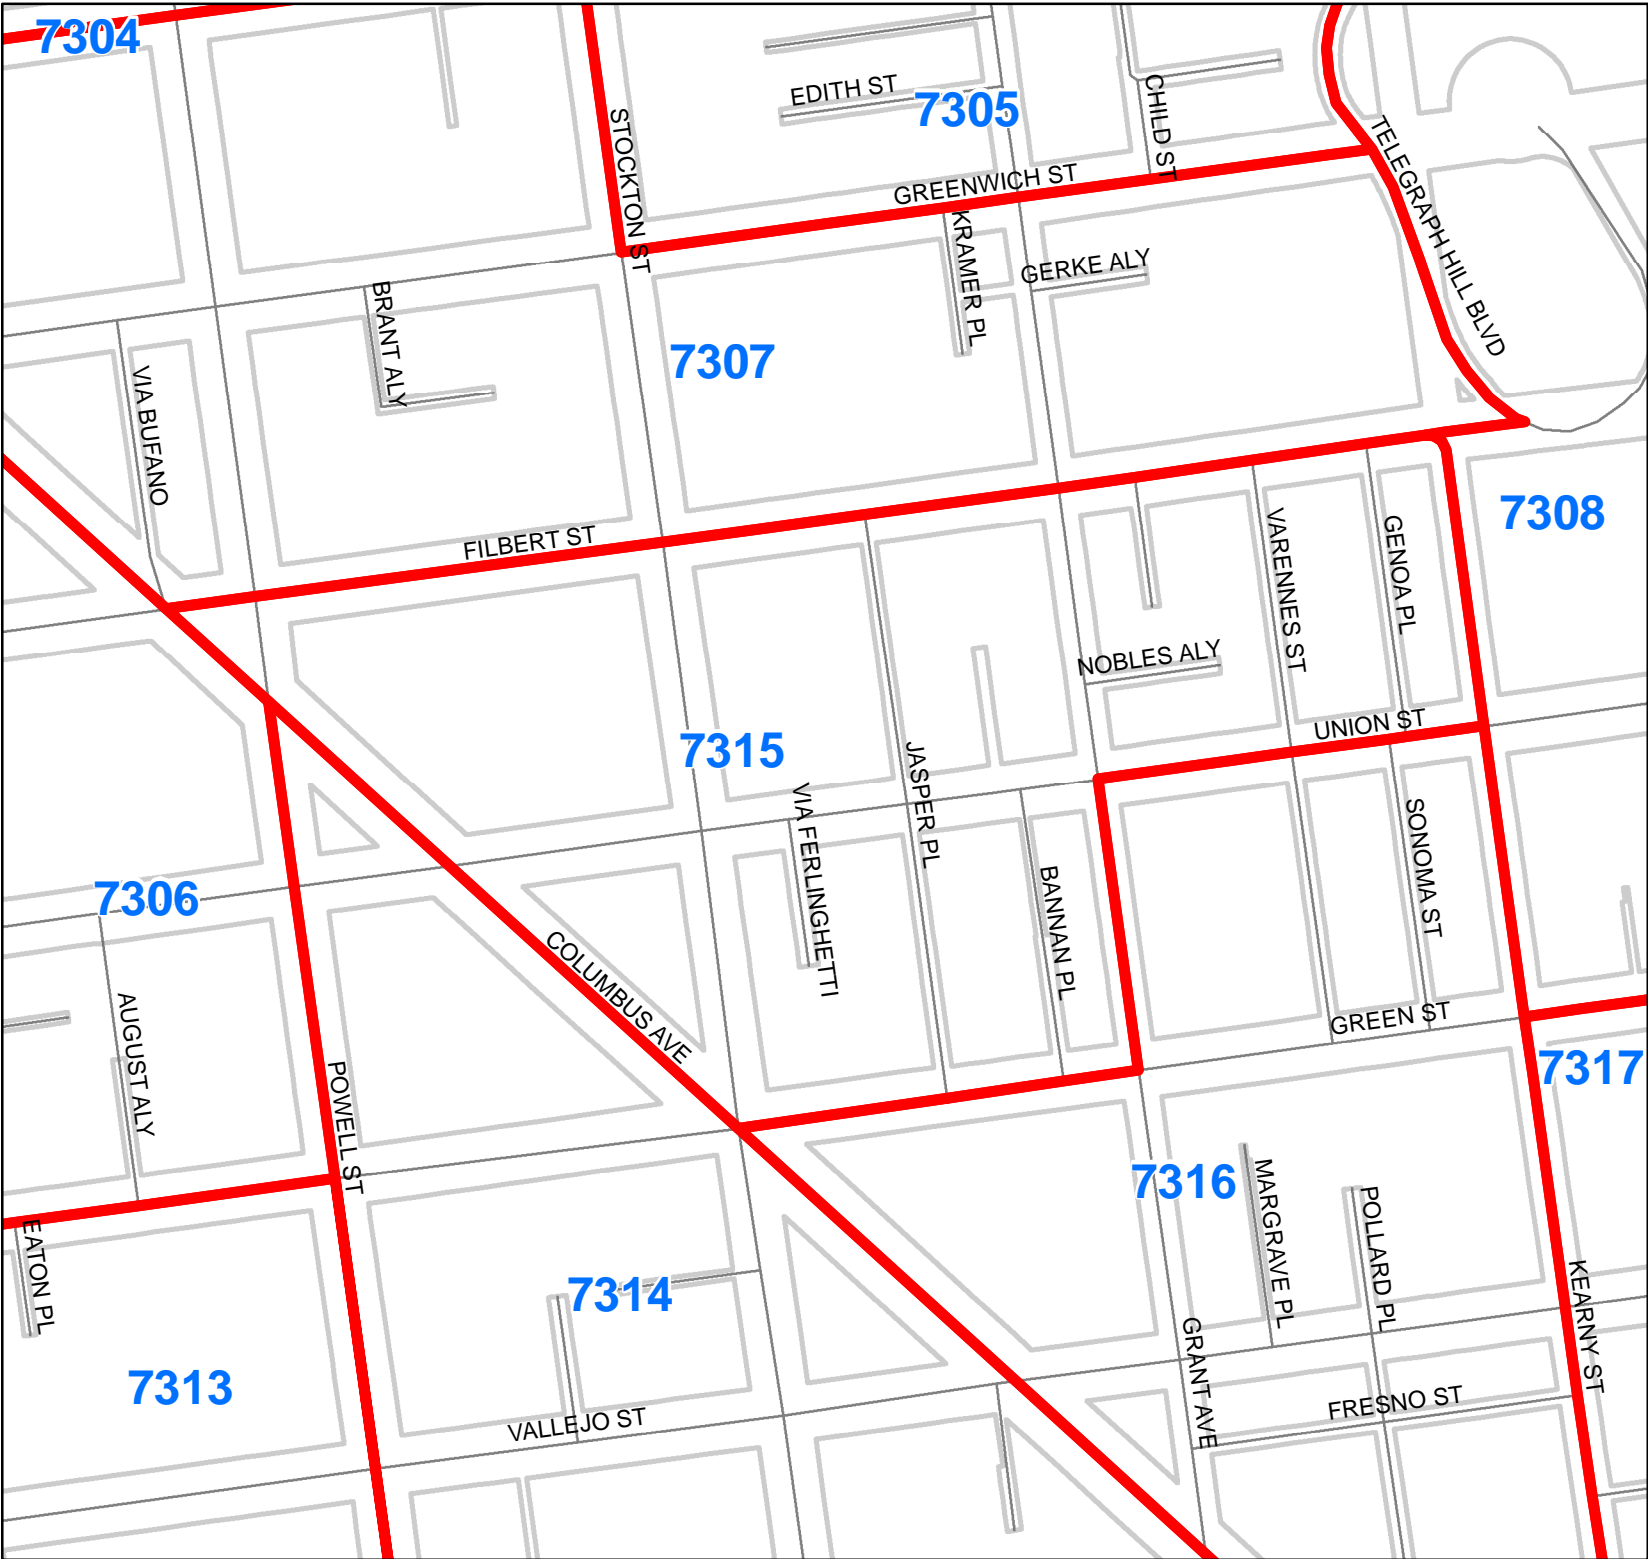 7304
EDITH ST
7305
CHILD ST
STOCKTON ST
TELEGRAPH HILL BLVD
GREENWICH ST
KRAMER PL
GERKE ALY
BRANT ALY
7307
VIA BUFANO
7308
FILBERT ST
VARENNES ST
GENOA PL
NOBLES ALY
UNION ST
7315
JASPER PL
VIA FERLINGHETTI
SONOMA ST
7306
BANNAN PL
COLUMBUS AVE
AUGUST ALY
GREEN ST
7317
POWELL ST
7316
MARGRAVE PL
POLLARD PL
EATON PL
7314
KEARNY ST
GRANT AVE
7313
FRESNO ST
VALLEJO ST